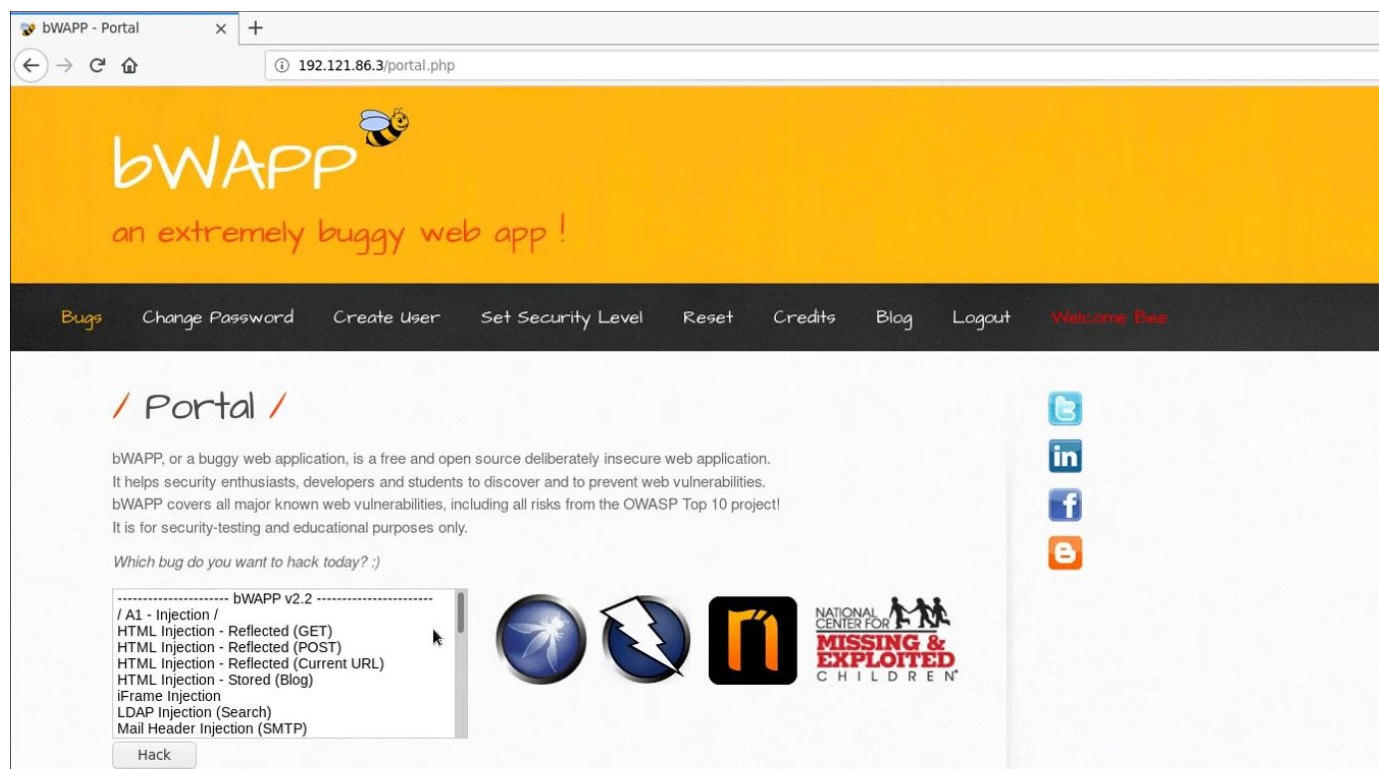 bWAPP - Portal
192.121.86.3/portal.php
bWAPP
an extremely buggy web app !
Bugs Change Password Create User Set Security Level Reset Credits Blog Logout Welcome Bee
/ Portal /
bWAPP, or a buggy web application, is a free and open source deliberately insecure web application.
It helps security enthusiasts, developers and students to discover and to prevent web vulnerabilities.
bWAPP covers all major known web vulnerabilities, including all risks from the OWASP Top 10 project!
It is for security-testing and educational purposes only.
Which bug do you want to hack today? :)
---------------------- bWAPP v2.2 -----------------------
/ A1 - Injection /
HTML Injection - Reflected (GET)
HTML Injection - Reflected (POST)
HTML Injection - Reflected (Current URL)
HTML Injection - Stored (Blog)
iFrame Injection
LDAP Injection (Search)
Mail Header Injection (SMTP)
Hack
NATIONAL
CENTER FOR
MISSING &
EXPLOITED
CHILDREN
in